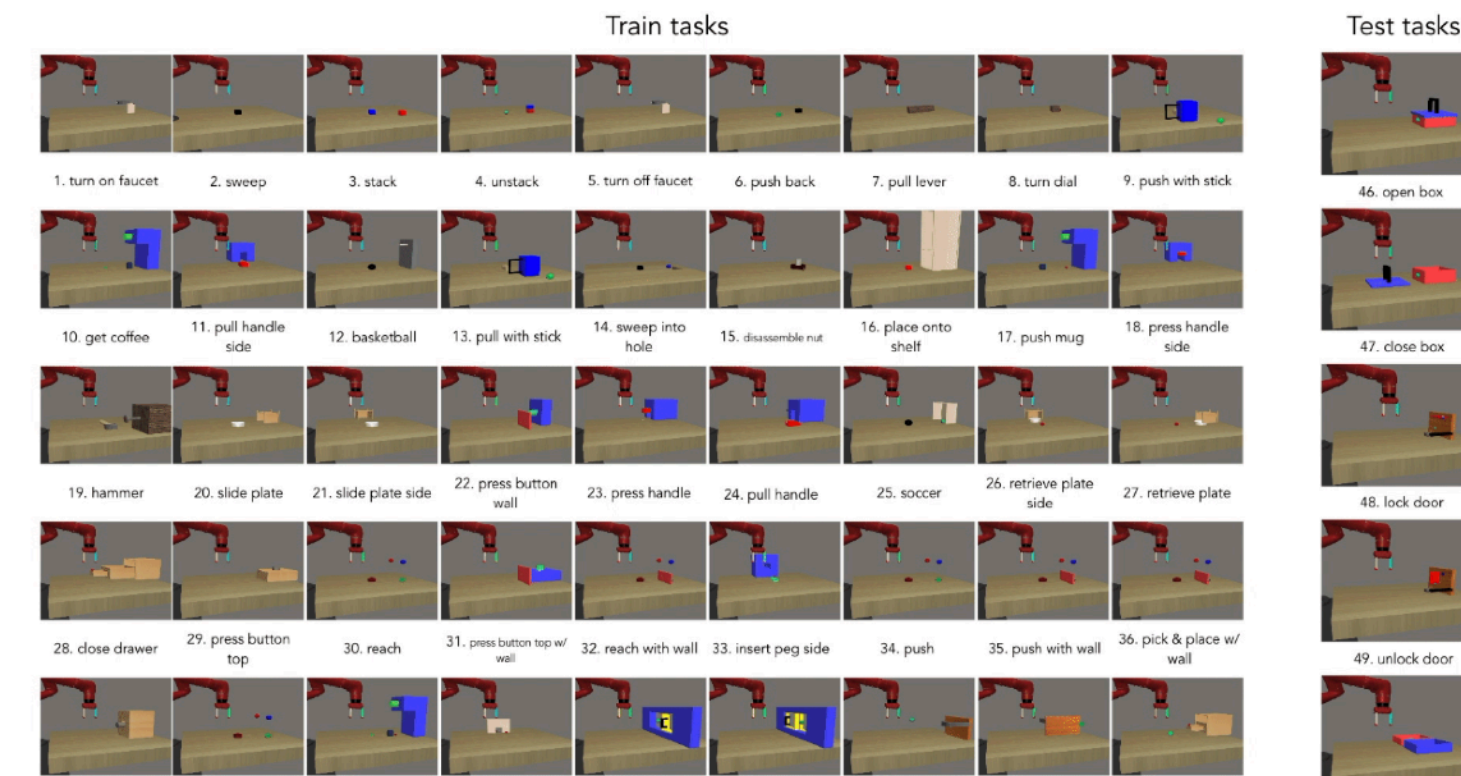 Train tasks
Test tasks
1. turn on faucet
2. sweep
3. stack
4. unstack
5. turn off faucet
6. push back
7. pull lever
8. turn dial
9. push with stick
46. open box
10. get coffee
11. pull handle
side
12. basketball
13. pull with stick
14. sweep into
hole
15. disassemble nut
16. place onto
shelf
17. push mug
18. press handle
side
47. close box
19. hammer
20. slide plate
21. slide plate side
22. press button
wall
23. press handle
24. pull handle
25. soccer
26. retrieve plate
side
27. retrieve plate
48. lock door
28. close drawer
29. press button
top
30. reach
31. press button top w/
wall
32. reach with wall
33. insert peg side
34. push
35. push with wall
36. pick & place w/
wall
49. unlock door